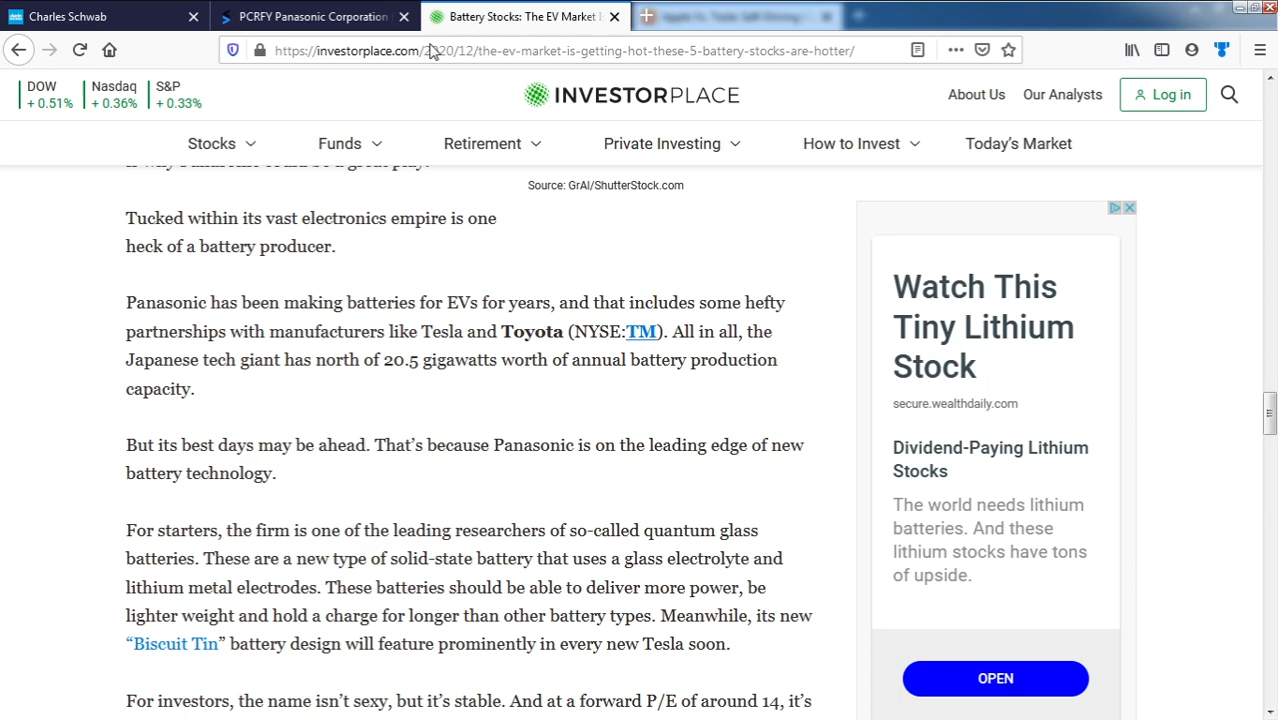 Charles Schwab
PCRFY Panasonic Corporation
Battery Stocks: The EV Market
https://investorplace.com/2020/12/the-ev-market-is-getting-hot-these-5-battery-stocks-are-hotter/
DOW
+ 0.51%
Nasdaq
+ 0.36%
S&P
+ 0.33%
INVESTORPLACE
About Us
Our Analysts
Log in
Stocks
Funds
Retirement
Private Investing
How to Invest
Today's Market
Source: GrAl/ShutterStock.com
Tucked within its vast electronics empire is one
heck of a battery producer.
Panasonic has been making batteries for EVs for years, and that includes some hefty
partnerships with manufacturers like Tesla and Toyota (NYSE:TM). All in all, the
Japanese tech giant has north of 20.5 gigawatts worth of annual battery production
capacity.
But its best days may be ahead. That's because Panasonic is on the leading edge of new
battery technology.
For starters, the firm is one of the leading researchers of so-called quantum glass
batteries. These are a new type of solid-state battery that uses a glass electrolyte and
lithium metal electrodes. These batteries should be able to deliver more power, be
lighter weight and hold a charge for longer than other battery types. Meanwhile, its new
"Biscuit Tin" battery design will feature prominently in every new Tesla soon.
For investors, the name isn't sexy, but it's stable. And at a forward P/E of around 14, it's
Watch This
Tiny Lithium
Stock
secure.wealthdaily.com
Dividend-Paying Lithium
Stocks
The world needs lithium
batteries. And these
lithium stocks have tons
of upside.
OPEN